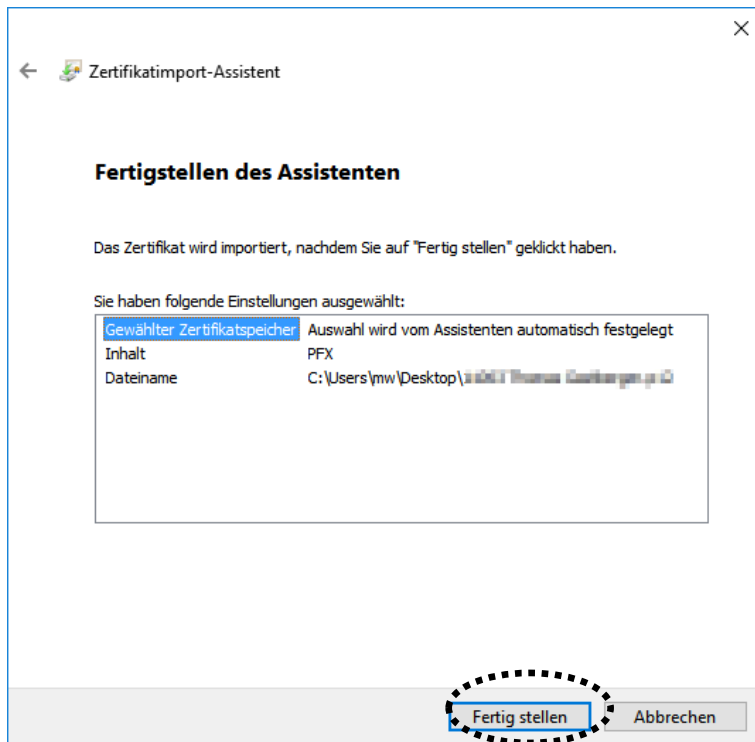 Zertifikatimport-Assistent
Fertigstellen des Assistenten
Das Zertifikat wird importiert, nachdem Sie auf "Fertig stellen" geklickt haben.
Sie haben folgende Einstellungen ausgewählt:
Gewählter Zertifikatspeicher Auswahl wird vom Assistenten automatisch festgelegt
Inhalt PFX
Dateiname C:\Users\mw\Desktop\
Fertig stellen Abbrechen